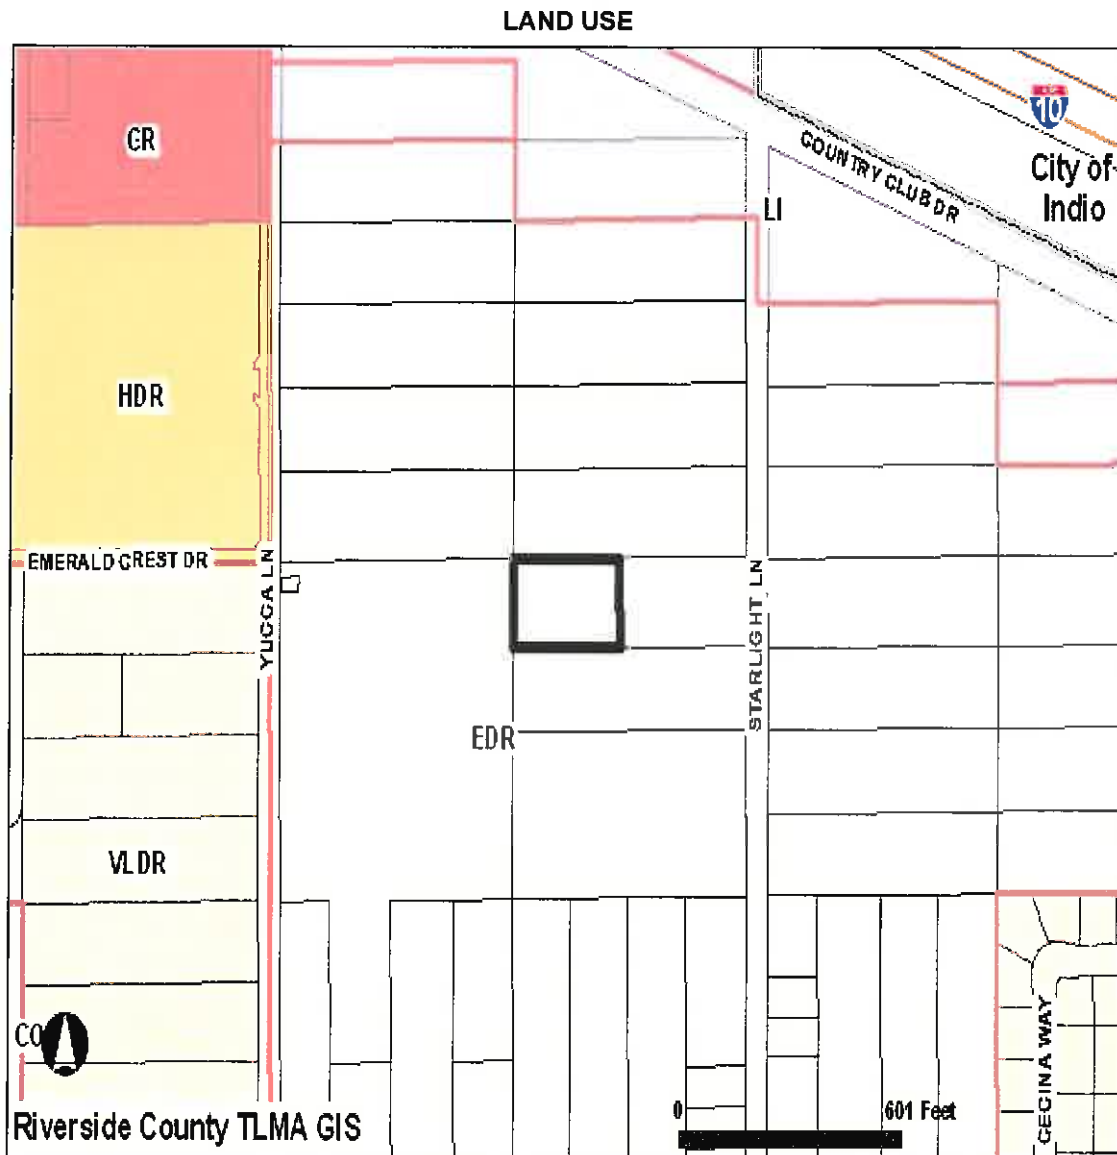 LAND USE
CR
10
City of
Indio
COUNTRY CLUB DR
LI
HDR
EMERALD CREST DR
YUCCA LN
STARLIGHT LN
EDR
VLDR
CO
CECINA WAY
0
601 Feet
Riverside County TLMA GIS